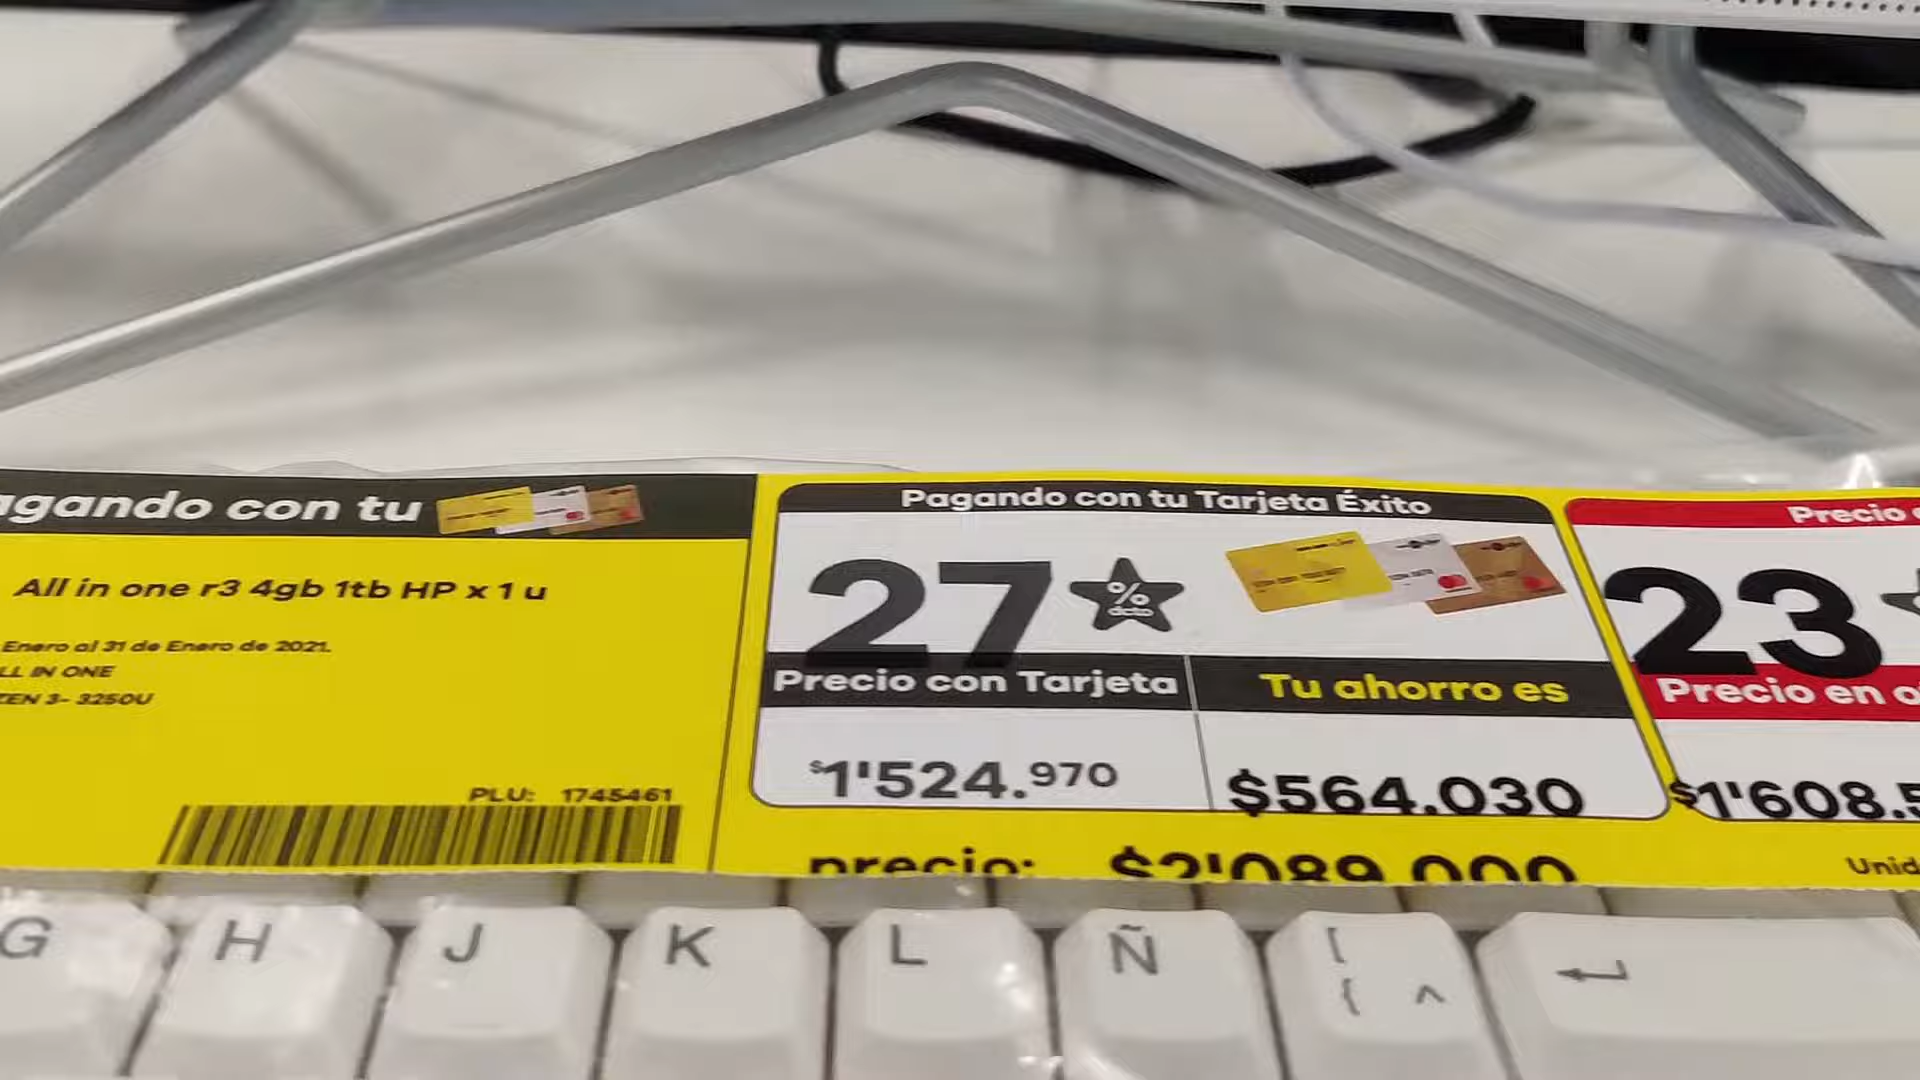 agando con tu
All in one r3 4gb 1tb HP x 1 u
Enero al 31 de Enero de 2021.
LL IN ONE
ZEN 3- 3250U
PLU: 1745461
Pagando con tu Tarjeta Éxito
27 % dcto
Precio con Tarjeta
Tu ahorro es
$1'524.970
$564.030
precio: $2'089.000
Precio
23
Precio en o
$1'608.5
Unid
G H J K L Ñ [ { ^